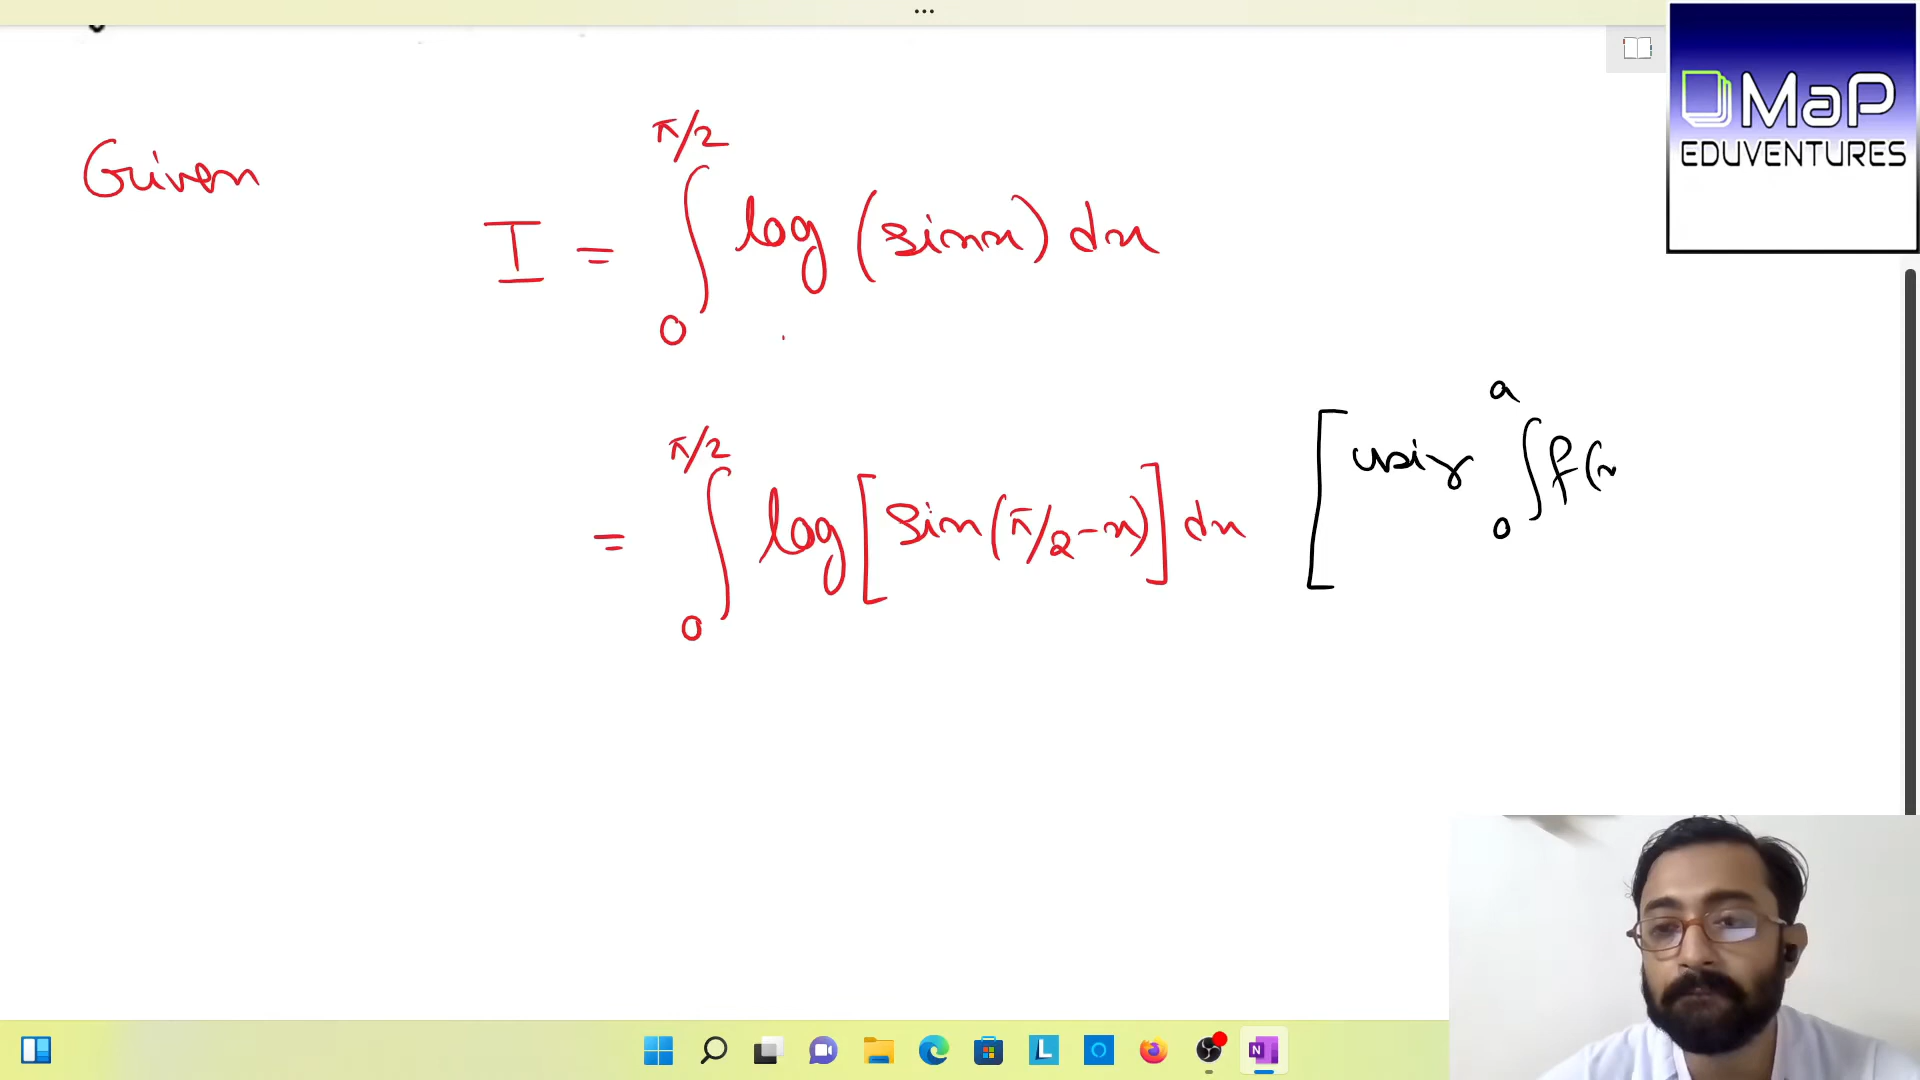 ...
MaP
EDUVENTURES
Given
I = ∫₀^(π/2) log (sinx) dx
= ∫₀^(π/2) log [sin(π/2-x)] dx [using ∫₀^a f(x